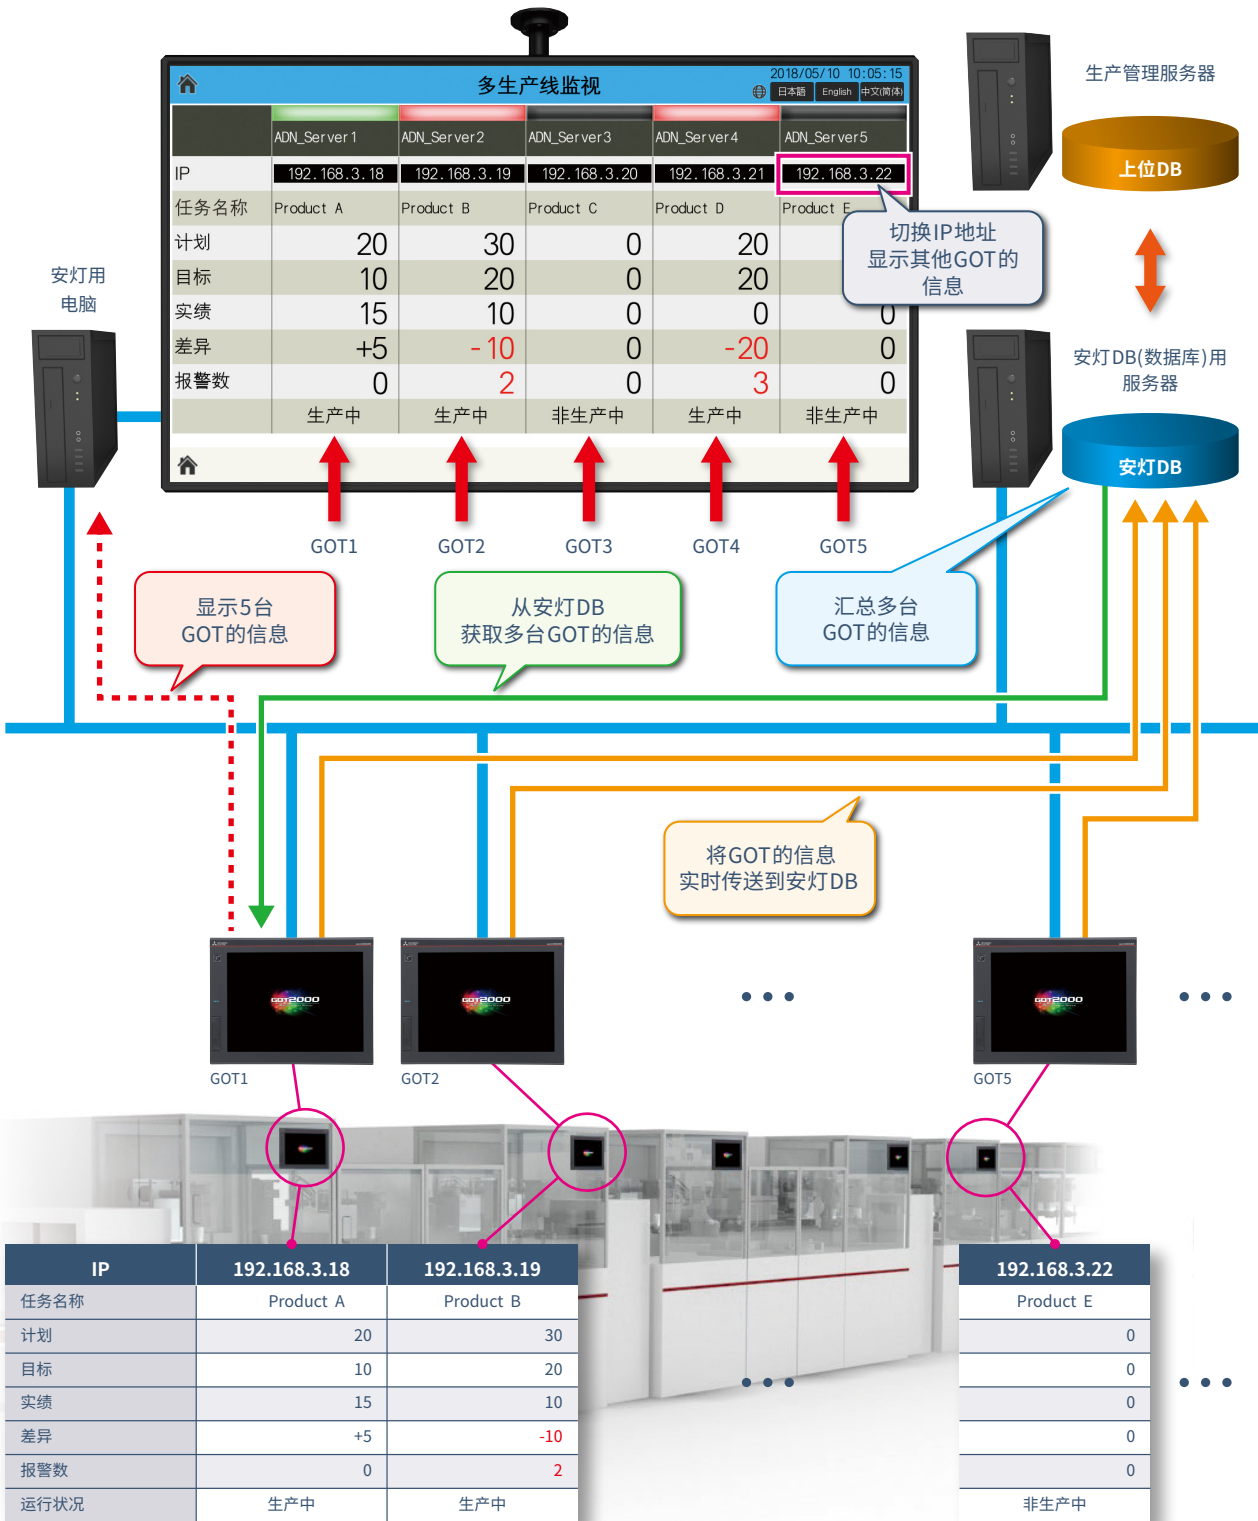 多生产线监视
2018/05/10 10:05:15
日本語 English 中文(简体)
ADN_Server1 ADN_Server2 ADN_Server3 ADN_Server4 ADN_Server5
IP 192.168.3.18 192.168.3.19 192.168.3.20 192.168.3.21 192.168.3.22
任务名称 Product A Product B Product C Product D Product E
计划 20 30 0 20
目标 10 20 0 20
实绩 15 10 0 0 0
差异 +5 -10 0 -20 0
报警数 0 2 0 3 0
生产中 生产中 非生产中 生产中 非生产中
切换IP地址
显示其他GOT的
信息
生产管理服务器
上位DB
安灯用
电脑
安灯DB(数据库)用
服务器
安灯DB
GOT1 GOT2 GOT3 GOT4 GOT5
显示5台
GOT的信息
从安灯DB
获取多台GOT的信息
汇总多台
GOT的信息
将GOT的信息
实时传送到安灯DB
GOT2000 GOT2000 GOT2000
GOT1 GOT2 GOT5
IP 192.168.3.18 192.168.3.19 192.168.3.22
任务名称 Product A Product B Product E
计划 20 30 0
目标 10 20 0
实绩 15 10 0
差异 +5 -10 0
报警数 0 2 0
运行状况 生产中 生产中 非生产中